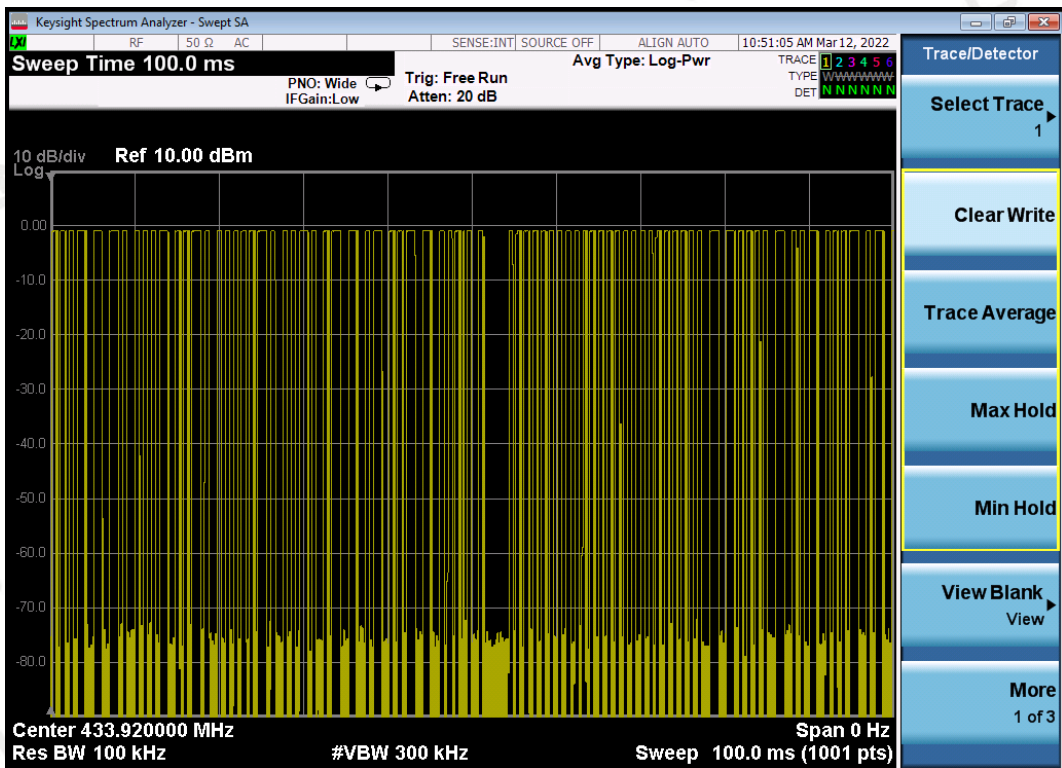 Keysight Spectrum Analyzer - Swept SA
LXI RF 50 Ω AC SENSE:INT SOURCE OFF ALIGN AUTO 10:51:05 AM Mar 12, 2022
Sweep Time 100.0 ms
PNO: Wide
IFGain:Low
Trig: Free Run
Atten: 20 dB
Avg Type: Log-Pwr
TRACE 1 2 3 4 5 6
TYPE WWWWWW
DET N N N N N N
10 dB/div Ref 10.00 dBm
Log
0.00
-10.0
-20.0
-30.0
-40.0
-50.0
-60.0
-70.0
-80.0
Center 433.920000 MHz Span 0 Hz
Res BW 100 kHz #VBW 300 kHz Sweep 100.0 ms (1001 pts)
Trace/Detector
Select Trace
1
Clear Write
Trace Average
Max Hold
Min Hold
View Blank
View
More
1 of 3